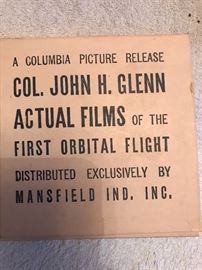 A COLUMBIA PICTURE RELEASE
COL. JOHN H. GLENN
ACTUAL FILMS OF THE
FIRST ORBITAL FLIGHT
DISTRIBUTED EXCLUSIVELY BY
MANSFIELD IND. INC.